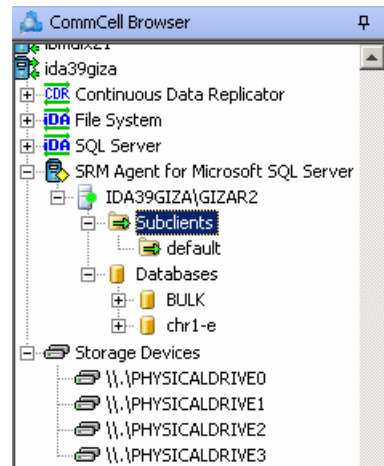 CommCell Browser
ida39giza
CDR Continuous Data Replicator
iDA File System
iDA SQL Server
SRM Agent for Microsoft SQL Server
IDA39GIZA\GIZAR2
Subclients
default
Databases
BULK
chr1-e
Storage Devices
\\.\PHYSICALDRIVE0
\\.\PHYSICALDRIVE1
\\.\PHYSICALDRIVE2
\\.\PHYSICALDRIVE3